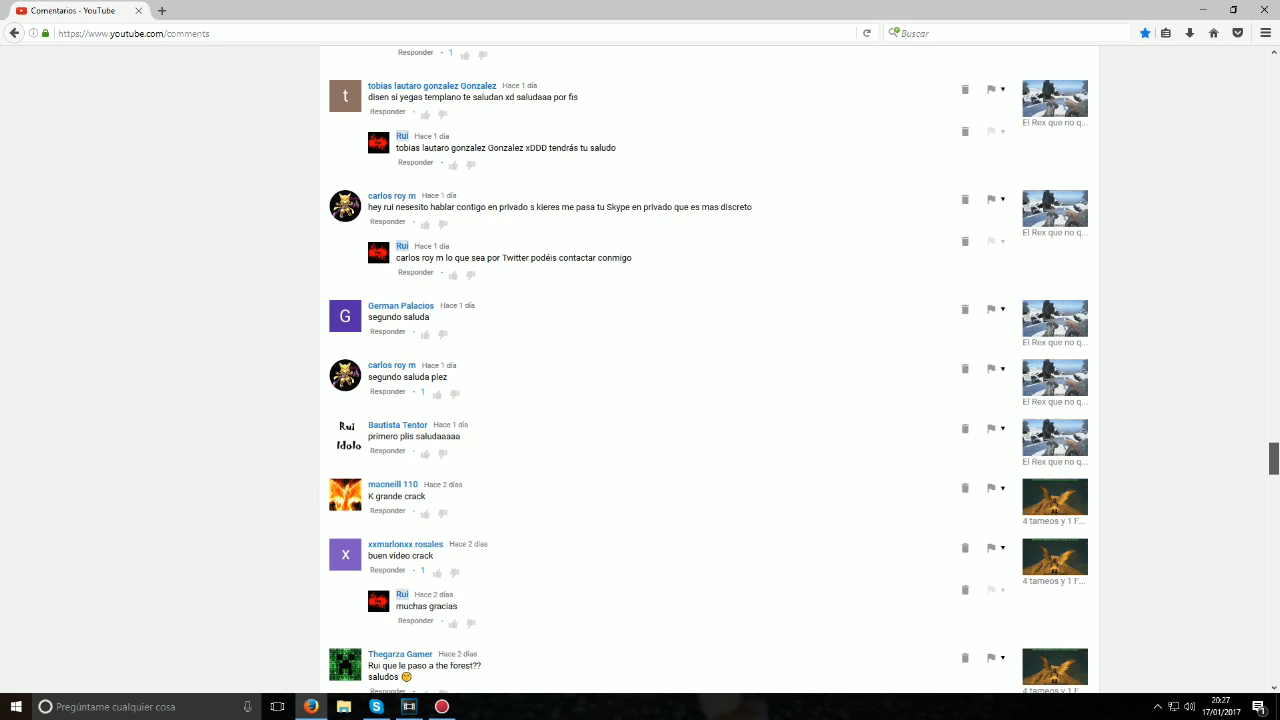 Comentarios - YouTube
https://www.youtube.com/comments
Buscar
Responder · 1
tobias lautaro gonzalez Gonzalez Hace 1 día
disen si yegas templano te saludan xd saludaaa por fis
Responder ·
El Rex que no q...
Rui Hace 1 día
tobias lautaro gonzalez Gonzalez xDDD tendrás tu saludo
Responder ·
carlos roy m Hace 1 día
hey rui nesesito hablar contigo en privado s kieres me pasa tu Skype en privado que es mas discreto
Responder ·
El Rex que no q...
Rui Hace 1 día
carlos roy m lo que sea por Twitter podéis contactar conmigo
Responder ·
G
German Palacios Hace 1 día
segundo saluda
Responder ·
El Rex que no q...
carlos roy m Hace 1 día
segundo saluda plez
Responder · 1
El Rex que no q...
Rui
Idolo
Bautista Tentor Hace 1 día
primero plis saludaaaaa
Responder ·
El Rex que no q...
macneill 110 Hace 2 días
K grande crack
Responder ·
4 tameos y 1 F...
x
xxmarlonxx rosales Hace 2 días
buen vídeo crack
Responder · 1
4 tameos y 1 F...
Rui Hace 2 días
muchas gracias
Responder ·
Thegarza Gamer Hace 2 días
Rui que le paso a the forest??
saludos
Responder
4 tameos y 1 F...
t
Pregúntame cualquier cosa
20:27
17/01/2017
1